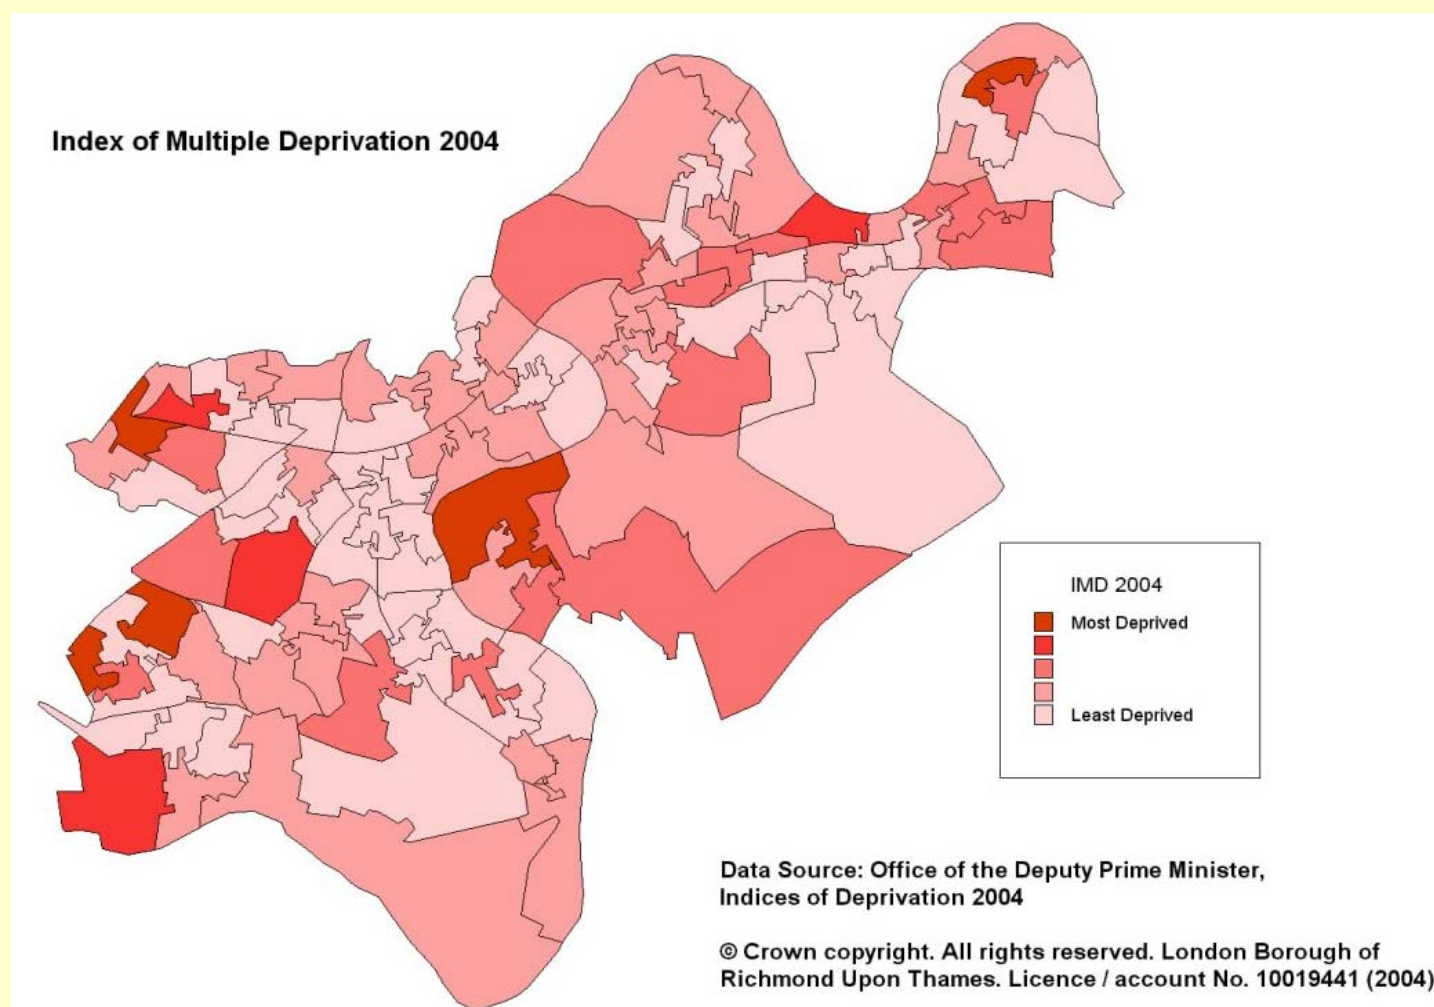 Index of Multiple Deprivation 2004
IMD 2004
Most Deprived
Least Deprived
Data Source: Office of the Deputy Prime Minister,
Indices of Deprivation 2004
© Crown copyright. All rights reserved. London Borough of
Richmond Upon Thames. Licence / account No. 10019441 (2004)